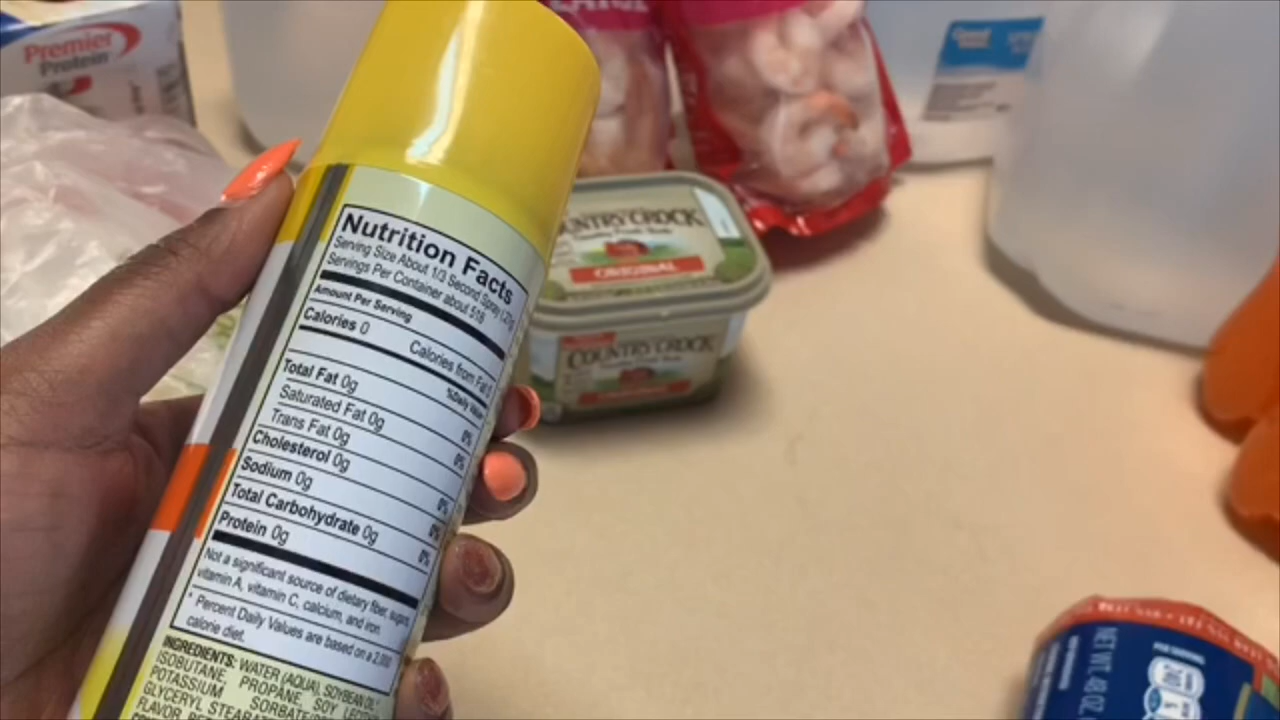 Premier
Protein
Nutrition Facts
Serving Size About 1/3 Second Spray
Servings Per Container about 518
Amount Per Serving
Calories 0
Calories from Fat
%Daily Value
Total Fat 0g
0%
Saturated Fat 0g
0%
Trans Fat 0g
Cholesterol 0g
0%
Sodium 0g
0%
Total Carbohydrate 0g
0%
Protein 0g
Not a significant source of dietary fiber, sugars
vitamin A, vitamin C, calcium, and iron.
* Percent Daily Values are based on a 2,000
calorie diet.
INGREDIENTS: WATER (AQUA), SOYBEAN OIL
ISOBUTANE PROPANE, SOY
POTASSIUM SORBATE
GLYCERYL
FLAVOR
COUNTRY CROCK
ORIGINAL
COUNTRY CROCK
NET WT 48 OZ